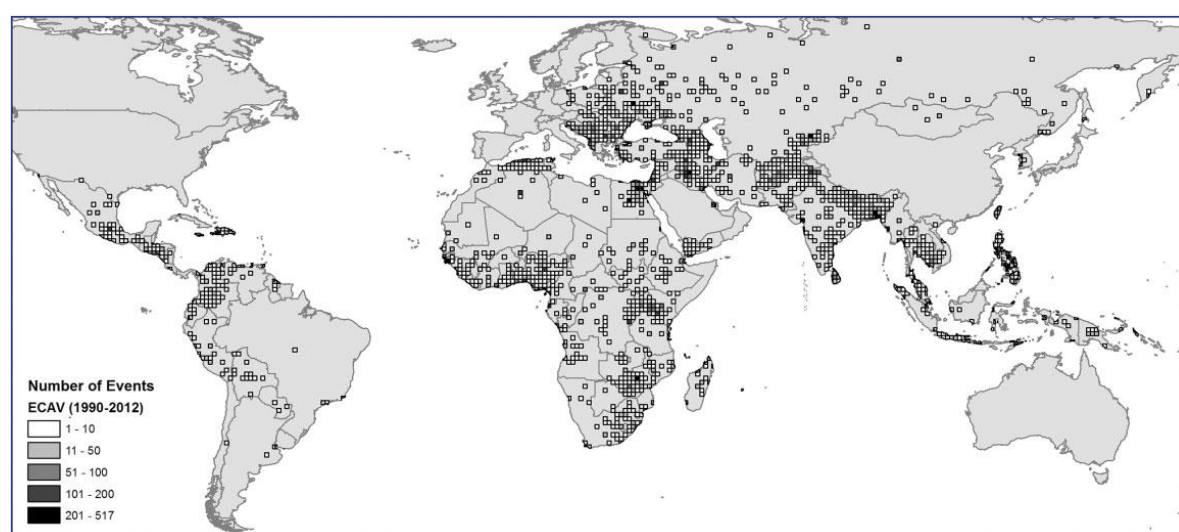 Number of Events
ECAV (1990-2012)
1 - 10
11 - 50
51 - 100
101 - 200
201 - 517